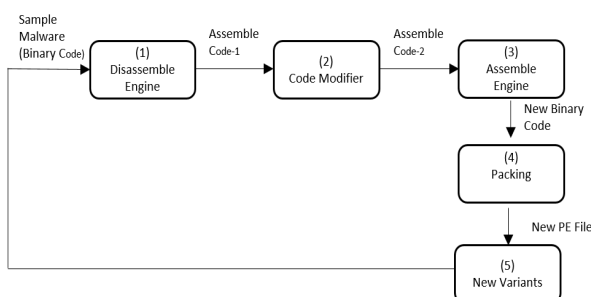 Sample
Malware
(Binary Code)
Assemble
Code-1
Assemble
Code-2
(1)
Disassemble
Engine
(2)
Code Modifier
(3)
Assemble
Engine
New Binary
Code
(4)
Packing
New PE File
(5)
New Variants